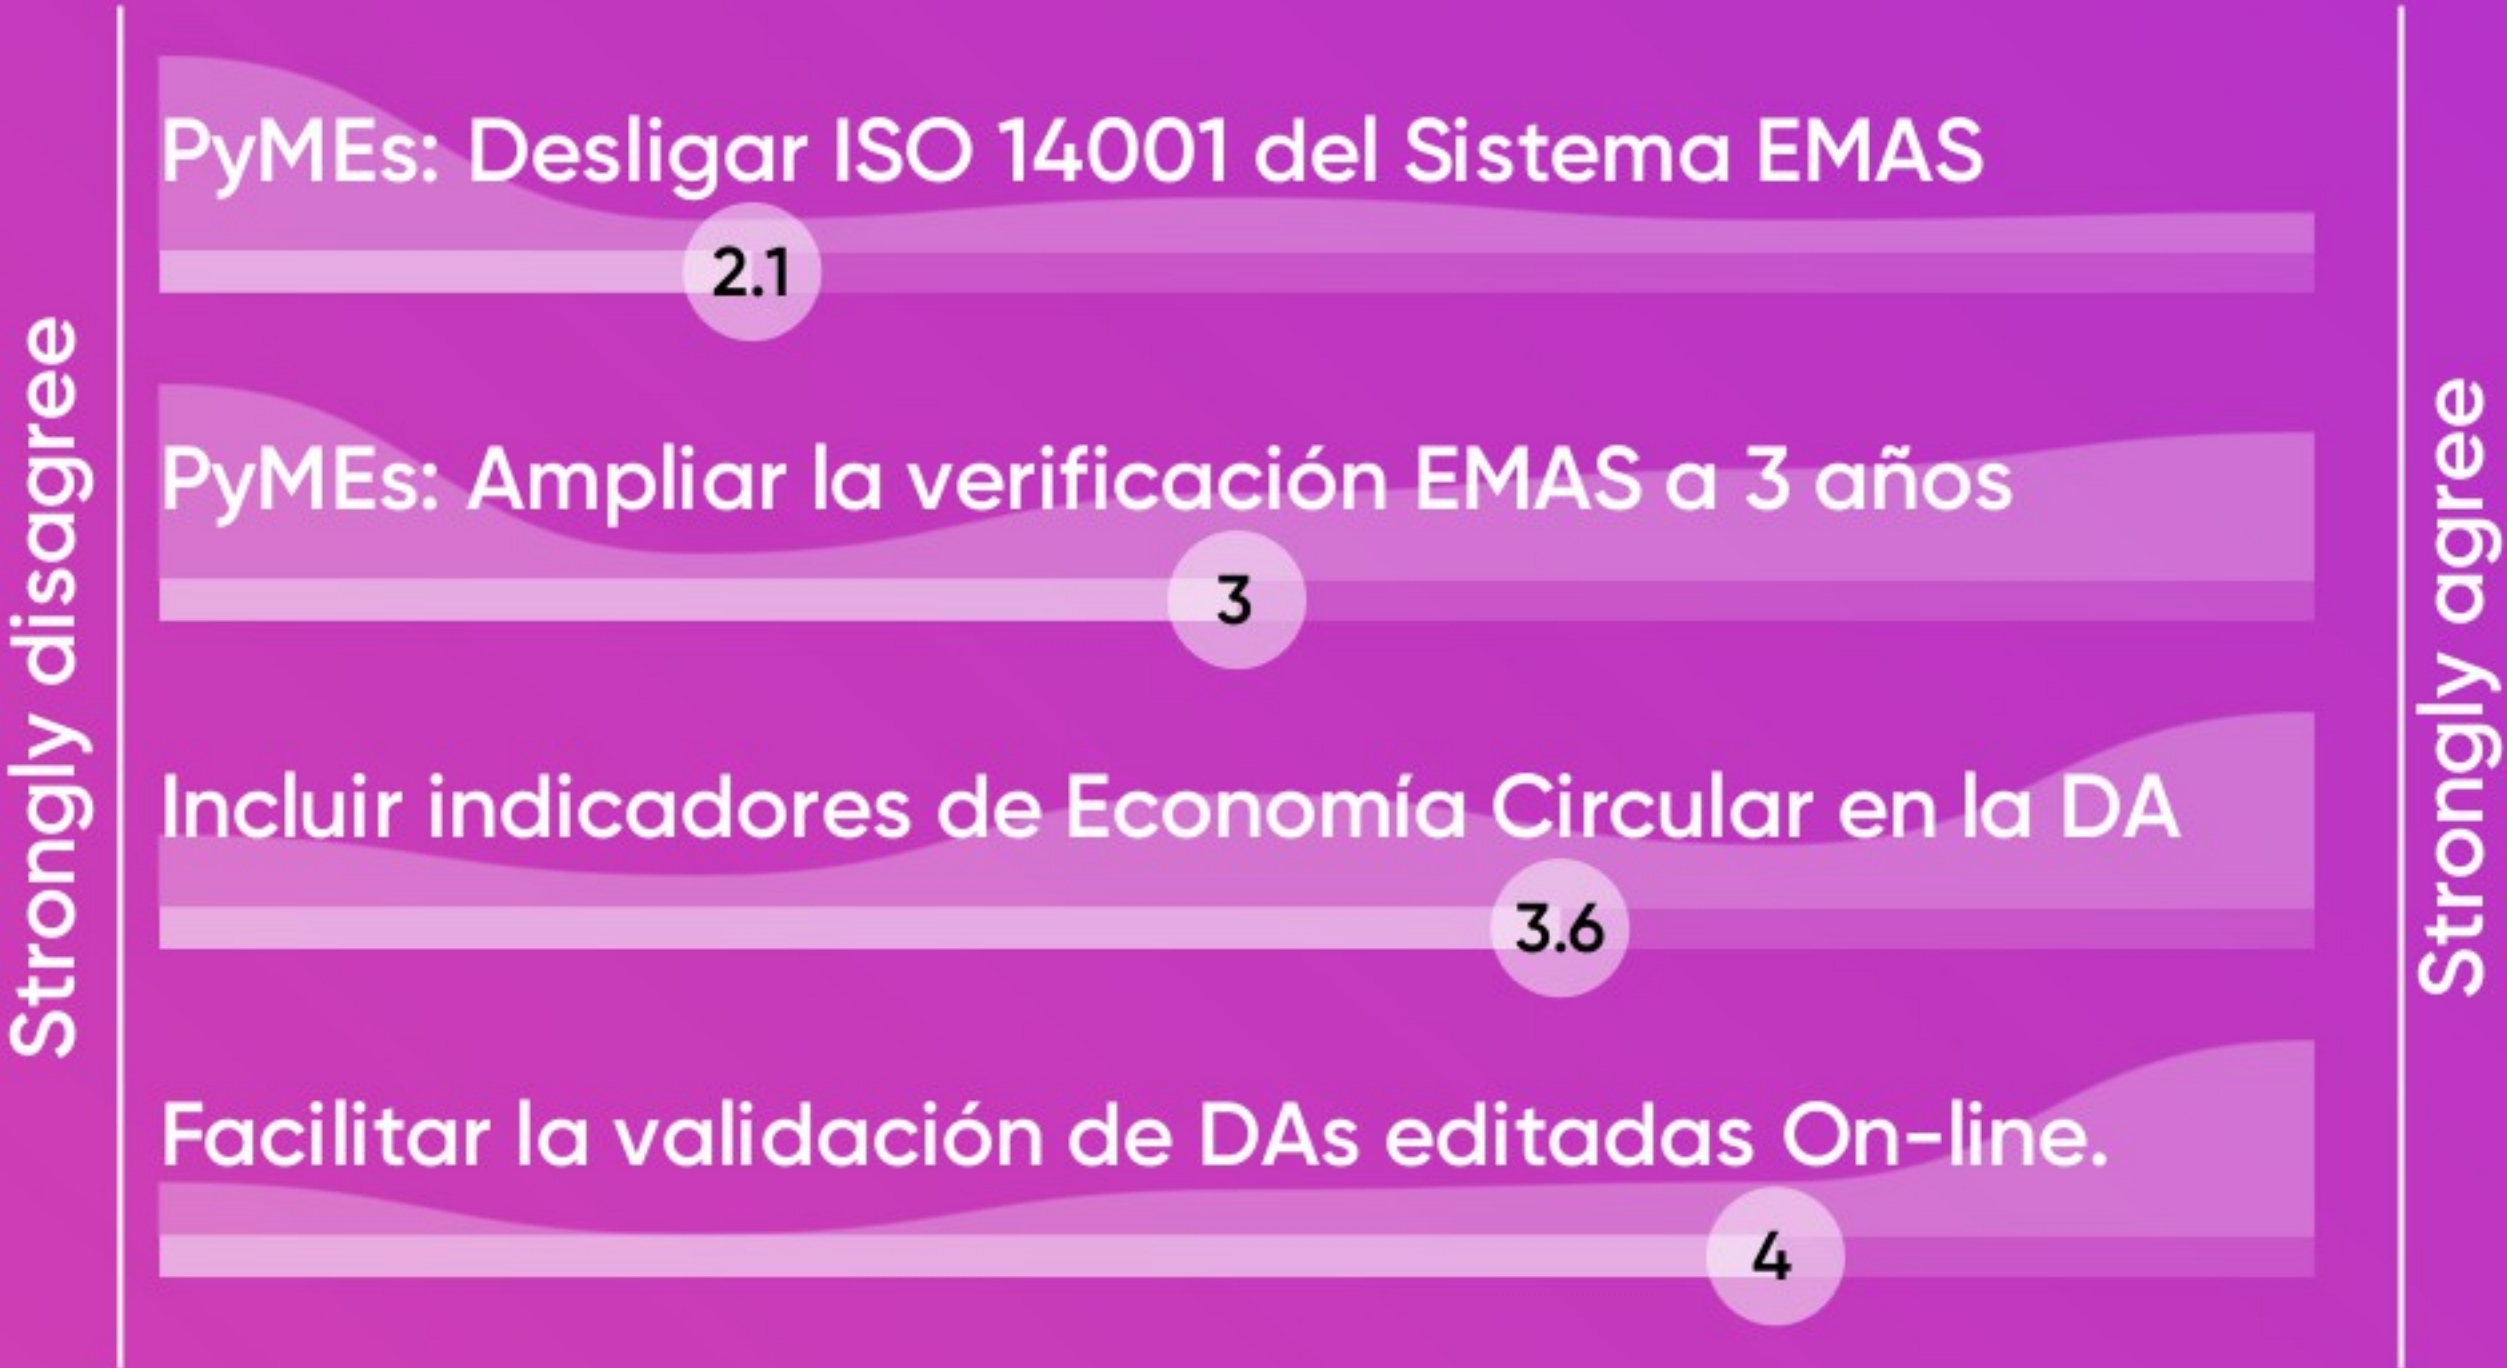 Strongly disagree
PyMEs: Desligar ISO 14001 del Sistema EMAS
2.1
PyMEs: Ampliar la verificación EMAS a 3 años
3
Incluir indicadores de Economía Circular en la DA
3.6
Facilitar la validación de DAs editadas On-line.
4
Strongly agree